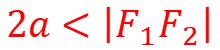 2a < |F₁F₂|